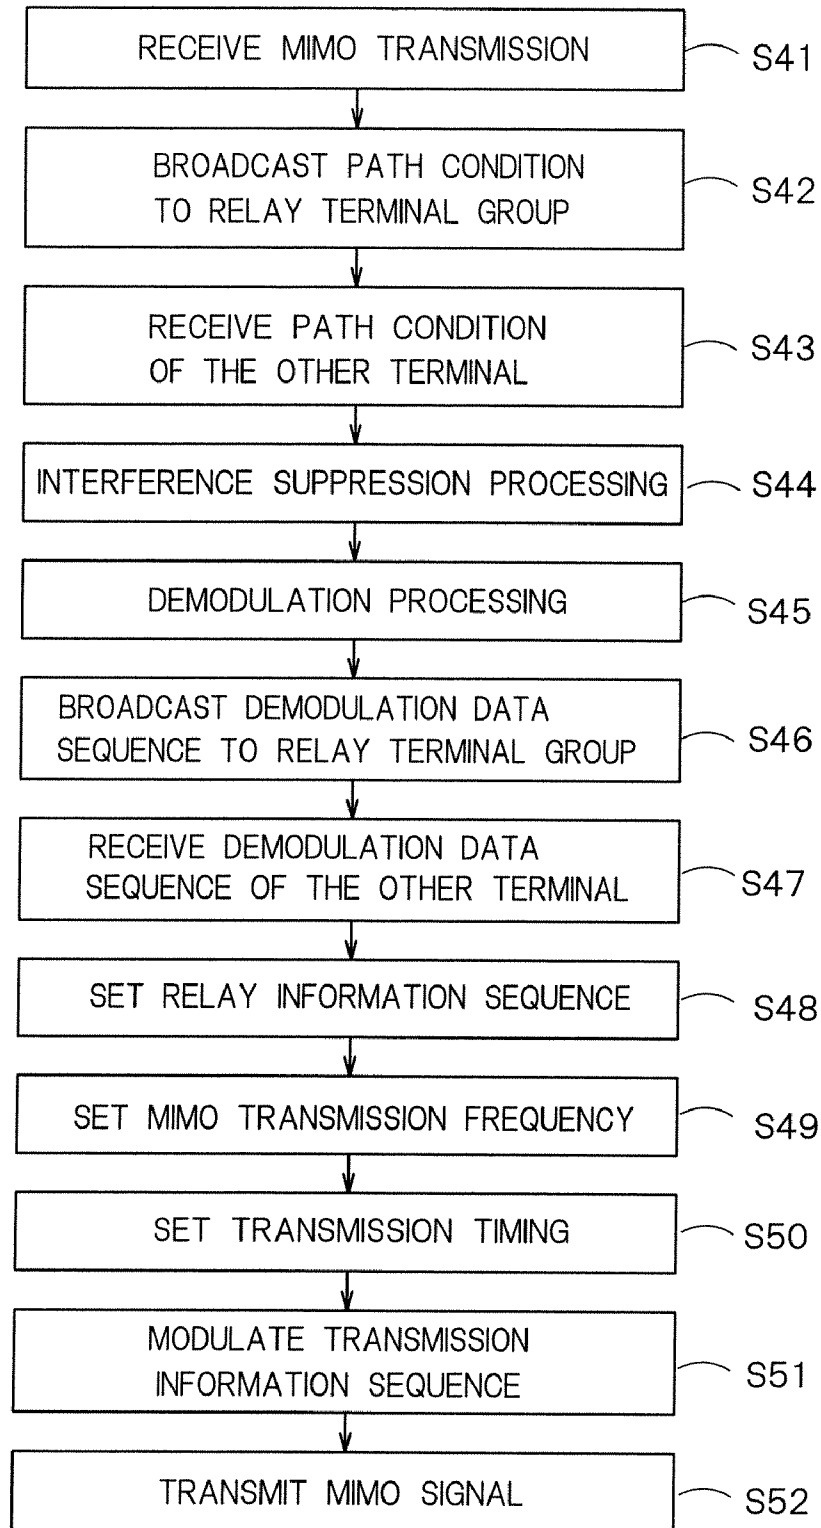 RECEIVE MIMO TRANSMISSION
S41
BROADCAST PATH CONDITION
TO RELAY TERMINAL GROUP
S42
RECEIVE PATH CONDITION
OF THE OTHER TERMINAL
S43
INTERFERENCE SUPPRESSION PROCESSING
S44
DEMODULATION PROCESSING
S45
BROADCAST DEMODULATION DATA
SEQUENCE TO RELAY TERMINAL GROUP
S46
RECEIVE DEMODULATION DATA
SEQUENCE OF THE OTHER TERMINAL
S47
SET RELAY INFORMATION SEQUENCE
S48
SET MIMO TRANSMISSION FREQUENCY
S49
SET TRANSMISSION TIMING
S50
MODULATE TRANSMISSION
INFORMATION SEQUENCE
S51
TRANSMIT MIMO SIGNAL
S52